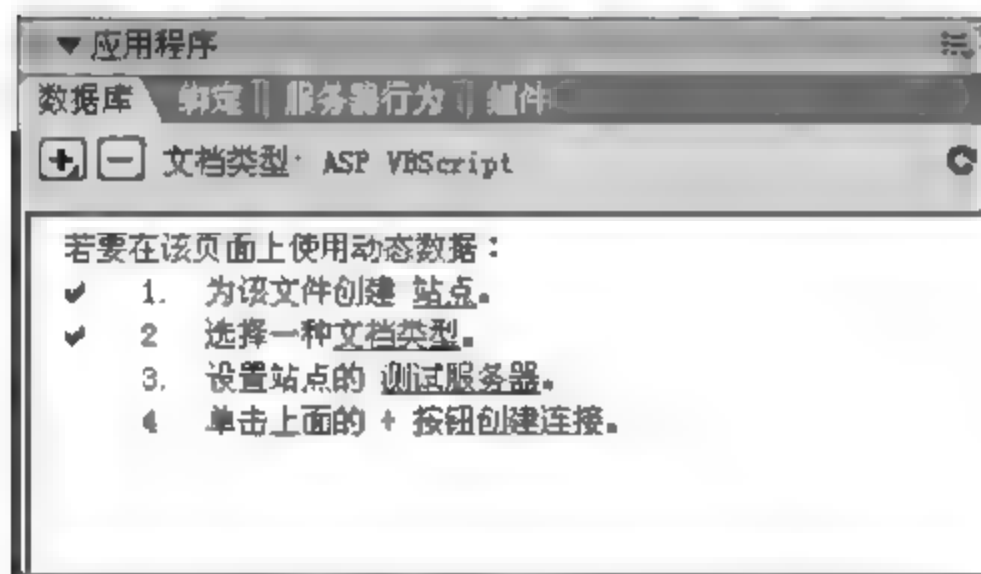 ▼应用程序
数据库 绑定 服务器行为 组件
文档类型: ASP VBScript
若要在该页面上使用动态数据：
✔ 1. 为该文件创建 站点。
✔ 2 选择一种文档类型。
3. 设置站点的 测试服务器。
4 单击上面的 + 按钮创建连接。